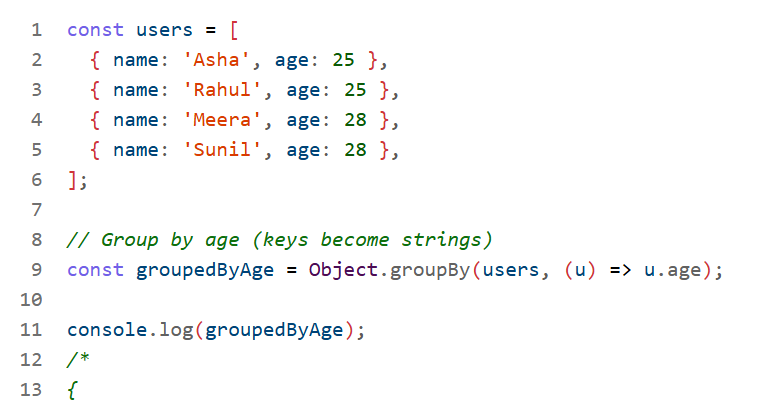 1 const users = [
2   { name: 'Asha', age: 25 },
3   { name: 'Rahul', age: 25 },
4   { name: 'Meera', age: 28 },
5   { name: 'Sunil', age: 28 },
6 ];
7
8 // Group by age (keys become strings)
9 const groupedByAge = Object.groupBy(users, (u) => u.age);
10
11 console.log(groupedByAge);
12 /*
13 {